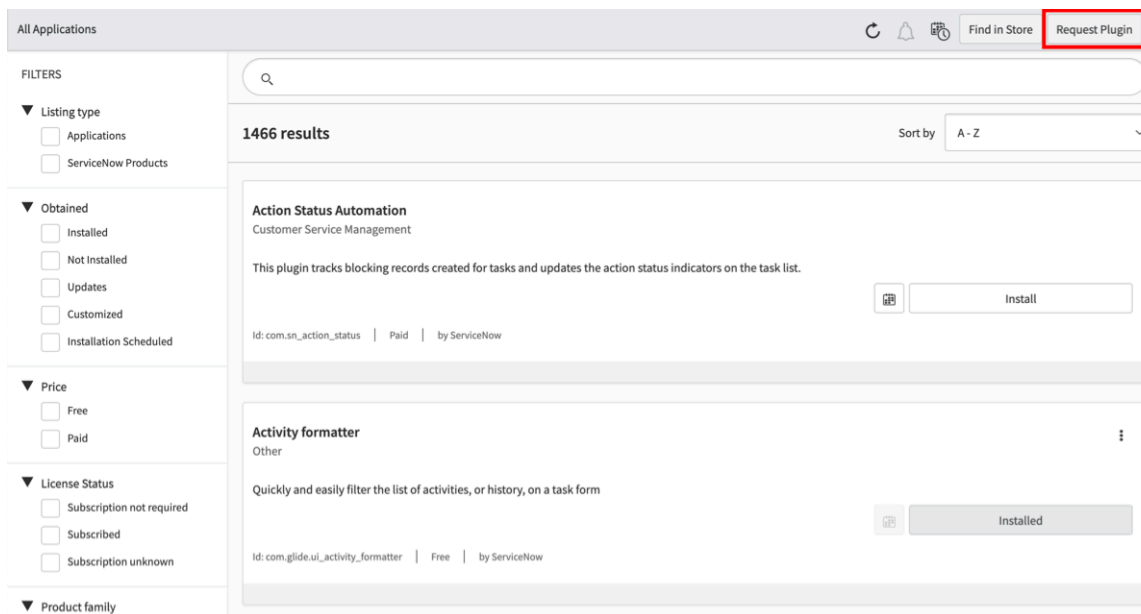 All Applications
Find in Store
Request Plugin
FILTERS
Listing type
Applications
ServiceNow Products
Obtained
Installed
Not Installed
Updates
Customized
Installation Scheduled
Price
Free
Paid
License Status
Subscription not required
Subscribed
Subscription unknown
Product family
1466 results
Sort by
A - Z
Action Status Automation
Customer Service Management
This plugin tracks blocking records created for tasks and updates the action status indicators on the task list.
Install
Id: com.sn_action_status | Paid | by ServiceNow
Activity formatter
Other
Quickly and easily filter the list of activities, or history, on a task form
Installed
Id: com.glide.ui_activity_formatter | Free | by ServiceNow